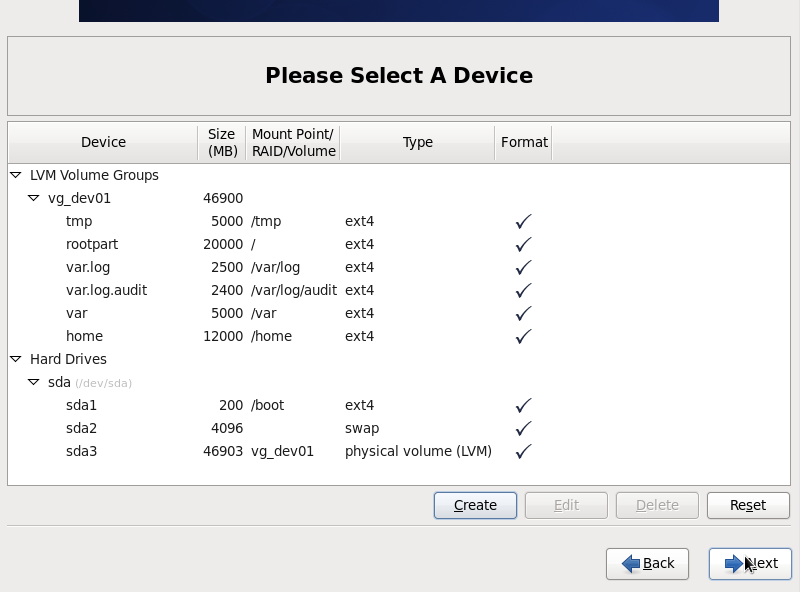 Please Select A Device
Device Size (MB) Mount Point/ RAID/Volume Type Format
LVM Volume Groups
vg_dev01 46900
tmp 5000 /tmp ext4
rootpart 20000 / ext4
var.log 2500 /var/log ext4
var.log.audit 2400 /var/log/audit ext4
var 5000 /var ext4
home 12000 /home ext4
Hard Drives
sda (/dev/sda)
sda1 200 /boot ext4
sda2 4096 swap
sda3 46903 vg_dev01 physical volume (LVM)
Create Edit Delete Reset
Back Next